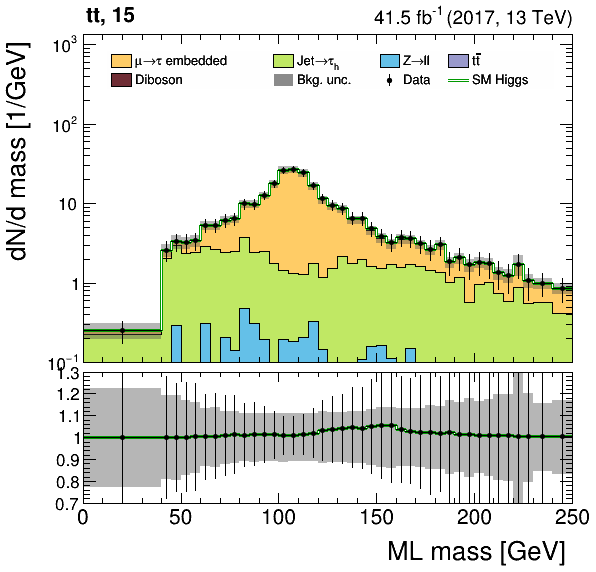 tt, 15 41.5 fb⁻¹ (2017, 13 TeV)
μ→τ embedded Jet→τₕ Z→ll tt̅
Diboson Bkg. unc. Data SM Higgs
dN/d mass [1/GeV]
10³
10²
10
1
10⁻¹
1.3
1.2
1.1
1
0.9
0.8
0.7
0 50 100 150 200 250
ML mass [GeV]